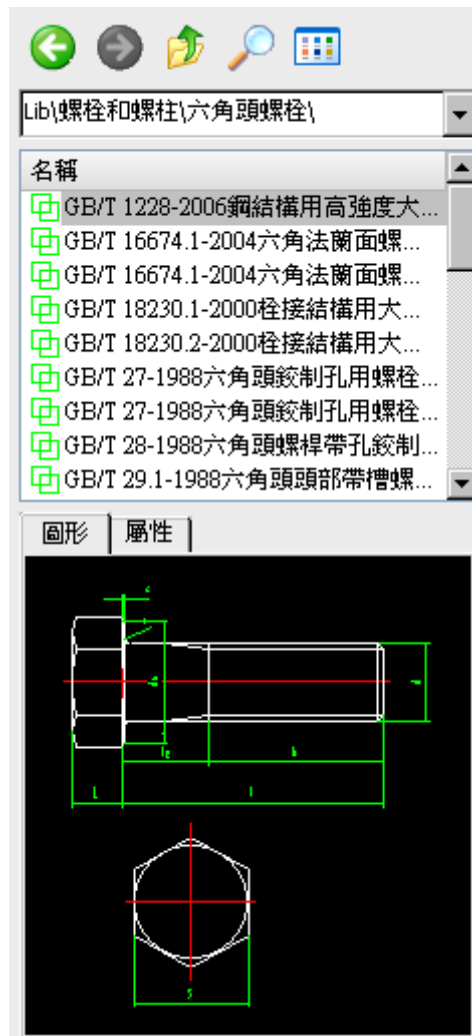 Lib\螺栓和螺柱\六角頭螺栓\
名稱
GB/T 1228-2006鋼結構用高強度大...
GB/T 16674.1-2004六角法蘭面螺...
GB/T 16674.1-2004六角法蘭面螺...
GB/T 18230.1-2000栓接結構用大...
GB/T 18230.2-2000栓接結構用大...
GB/T 27-1988六角頭鉸制孔用螺栓...
GB/T 27-1988六角頭鉸制孔用螺栓...
GB/T 28-1988六角頭螺桿帶孔鉸制...
GB/T 29.1-1988六角頭頭部帶槽螺...
圖形 屬性